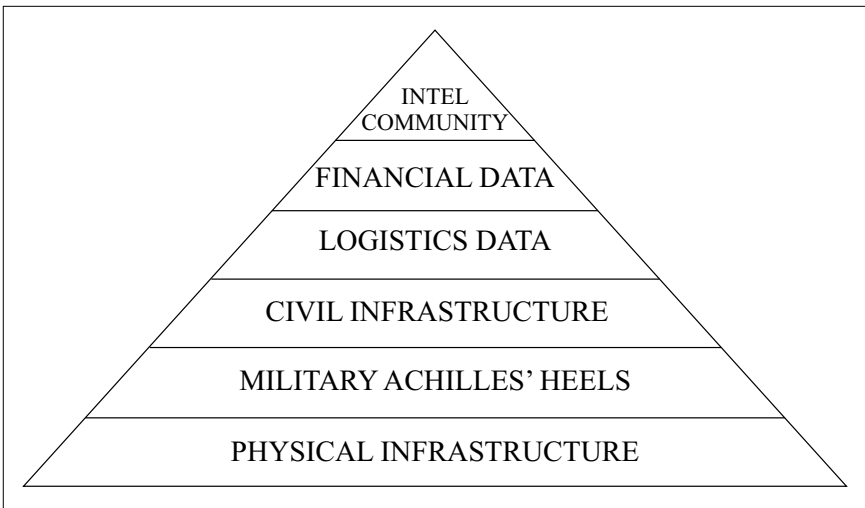 INTEL
COMMUNITY
FINANCIAL DATA
LOGISTICS DATA
CIVIL INFRASTRUCTURE
MILITARY ACHILLES’ HEELS
PHYSICAL INFRASTRUCTURE